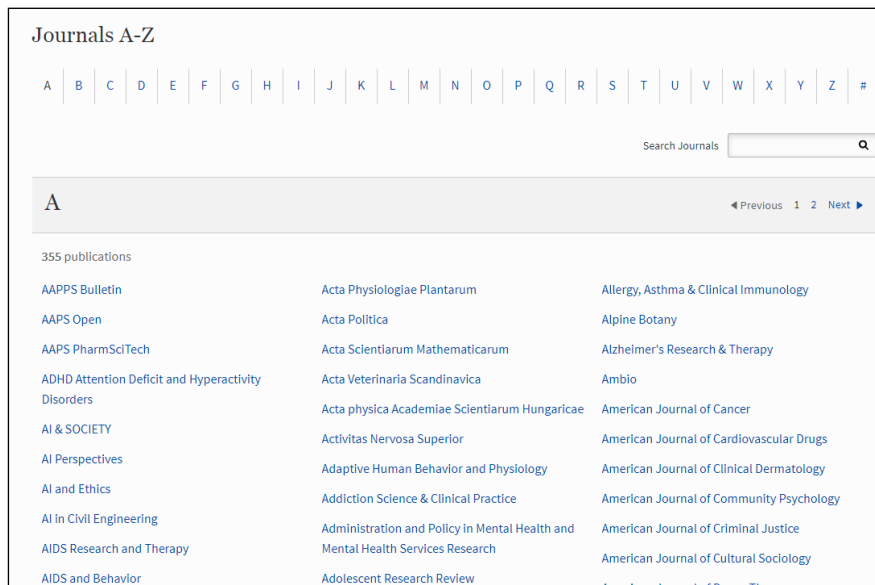 Journals A-Z
A B C D E F G H I J K L M N O P Q R S T U V W X Y Z #
Search Journals
A
Previous 1 2 Next
355 publications
AAPPS Bulletin
AAPS Open
AAPS PharmSciTech
ADHD Attention Deficit and Hyperactivity
Disorders
AI & SOCIETY
AI Perspectives
AI and Ethics
AI in Civil Engineering
AIDS Research and Therapy
AIDS and Behavior
Acta Physiologiae Plantarum
Acta Politica
Acta Scientiarum Mathematicarum
Acta Veterinaria Scandinavica
Acta physica Academiae Scientiarum Hungaricae
Activitas Nervosa Superior
Adaptive Human Behavior and Physiology
Addiction Science & Clinical Practice
Administration and Policy in Mental Health and
Mental Health Services Research
Adolescent Research Review
Allergy, Asthma & Clinical Immunology
Alpine Botany
Alzheimer's Research & Therapy
Ambio
American Journal of Cancer
American Journal of Cardiovascular Drugs
American Journal of Clinical Dermatology
American Journal of Community Psychology
American Journal of Criminal Justice
American Journal of Cultural Sociology